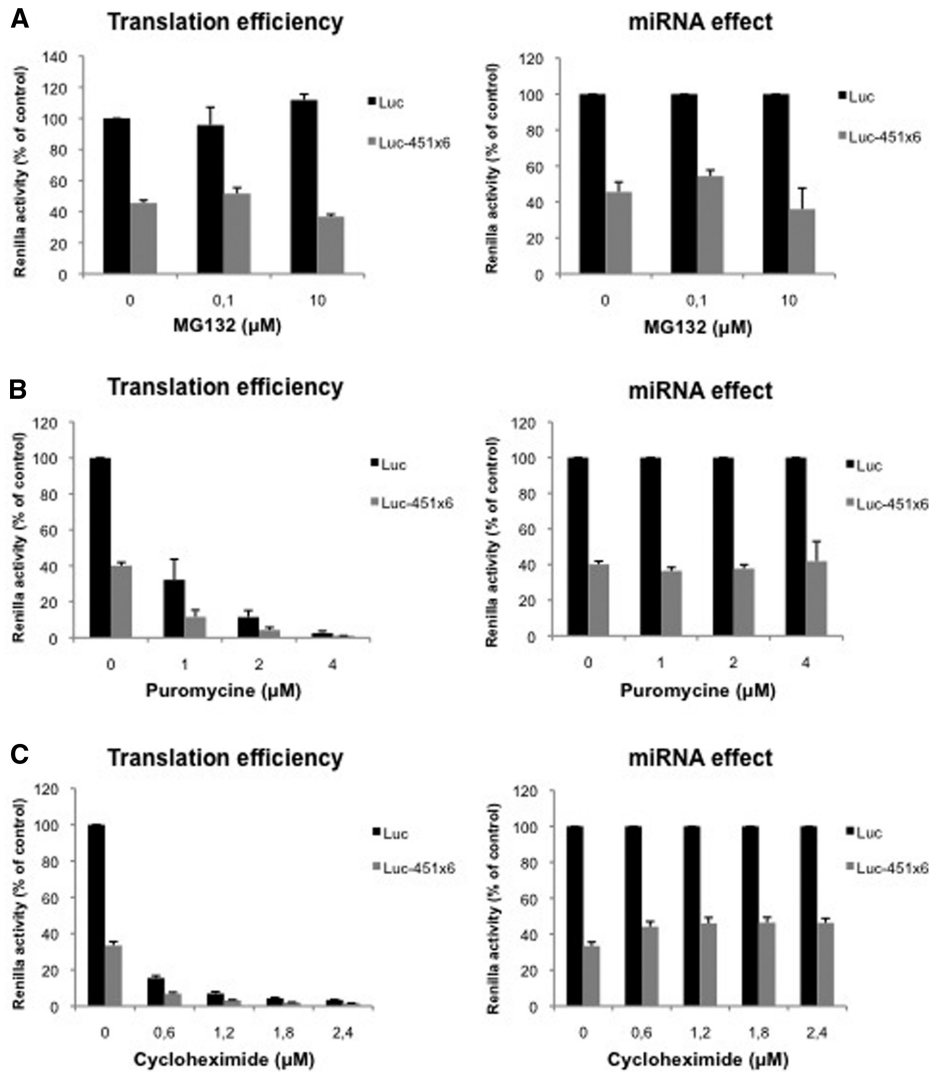 A
Translation efficiency
Renilla activity (% of control)
140
120
100
80
60
40
20
0
0 0,1 10
MG132 (µM)
Luc
Luc-451x6
miRNA effect
Renilla activity (% of control)
120
100
80
60
40
20
0
0 0,1 10
MG132 (µM)
Luc
Luc-451x6
B
Translation efficiency
Renilla activity (% of control)
120
100
80
60
40
20
0
0 1 2 4
Puromycine (µM)
Luc
Luc-451x6
miRNA effect
Renilla activity (% of control)
120
100
80
60
40
20
0
0 1 2 4
Puromycine (µM)
Luc
Luc-451x6
C
Translation efficiency
Renilla activity (% of control)
120
100
80
60
40
20
0
0 0,6 1,2 1,8 2,4
Cycloheximide (µM)
Luc
Luc-451x6
miRNA effect
Renilla activity (% of control)
120
100
80
60
40
20
0
0 0,6 1,2 1,8 2,4
Cycloheximide (µM)
Luc
Luc-451x6